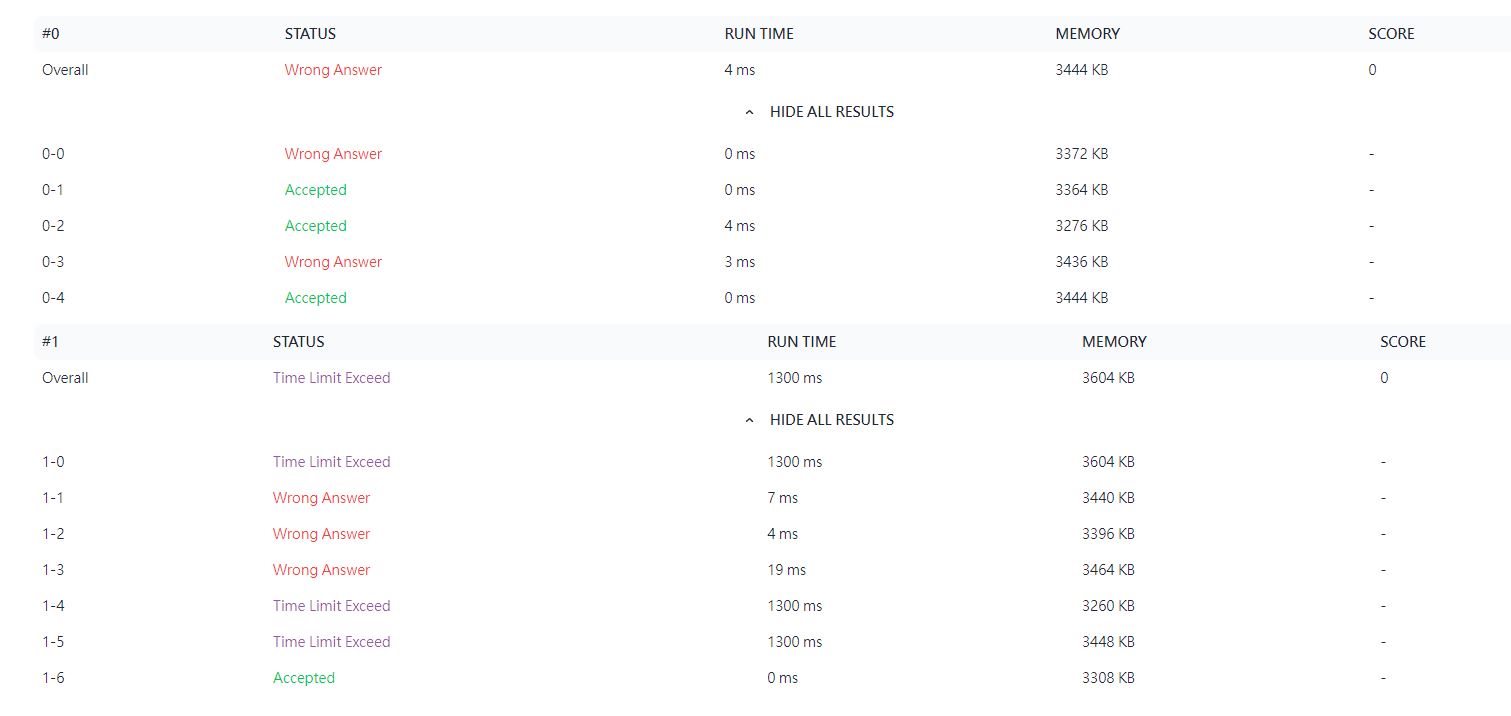 #0 STATUS RUN TIME MEMORY SCORE
Overall Wrong Answer 4 ms 3444 KB 0
HIDE ALL RESULTS
0-0 Wrong Answer 0 ms 3372 KB -
0-1 Accepted 0 ms 3364 KB -
0-2 Accepted 4 ms 3276 KB -
0-3 Wrong Answer 3 ms 3436 KB -
0-4 Accepted 0 ms 3444 KB -
#1 STATUS RUN TIME MEMORY SCORE
Overall Time Limit Exceed 1300 ms 3604 KB 0
HIDE ALL RESULTS
1-0 Time Limit Exceed 1300 ms 3604 KB -
1-1 Wrong Answer 7 ms 3440 KB -
1-2 Wrong Answer 4 ms 3396 KB -
1-3 Wrong Answer 19 ms 3464 KB -
1-4 Time Limit Exceed 1300 ms 3260 KB -
1-5 Time Limit Exceed 1300 ms 3448 KB -
1-6 Accepted 0 ms 3308 KB -